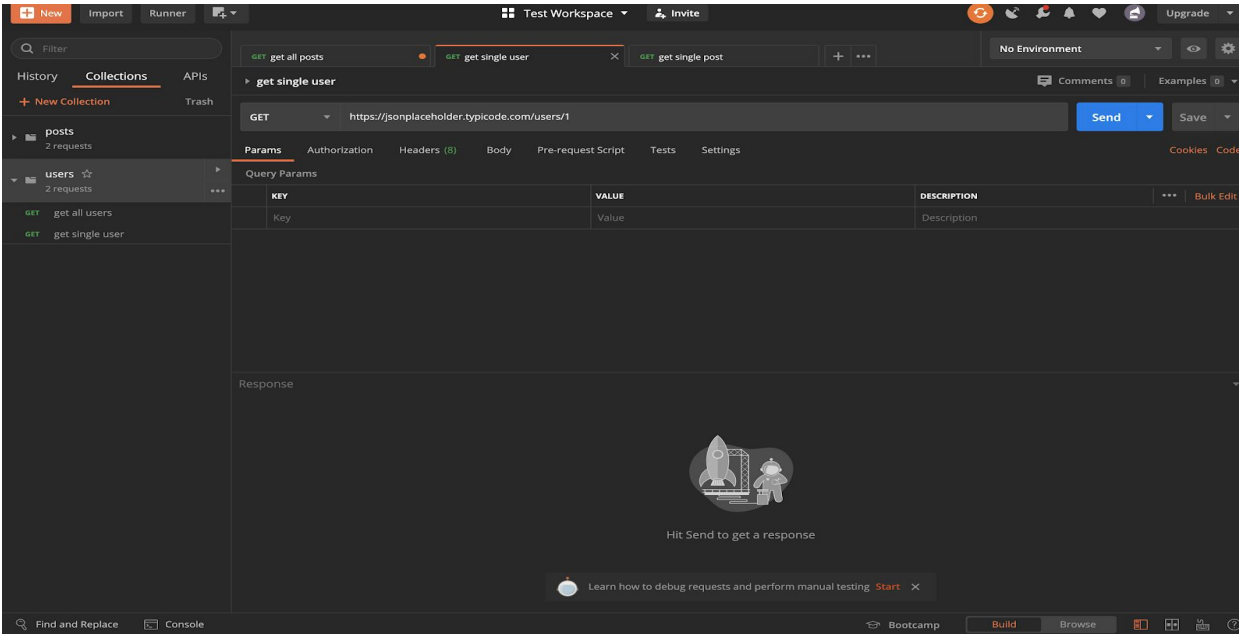 New Import Runner Test Workspace Invite Upgrade
Filter
History Collections APIs
+ New Collection Trash
posts
2 requests
users
2 requests
GET get all users
GET get single user
GET get all posts GET get single user GET get single post No Environment
get single user Comments 0 Examples 0
GET https://jsonplaceholder.typicode.com/users/1 Send Save
Params Authorization Headers (8) Body Pre-request Script Tests Settings Cookies Code
Query Params
KEY VALUE DESCRIPTION Bulk Edit
Key Value Description
Response
Hit Send to get a response
Learn how to debug requests and perform manual testing Start
Find and Replace Console Bootcamp Build Browse